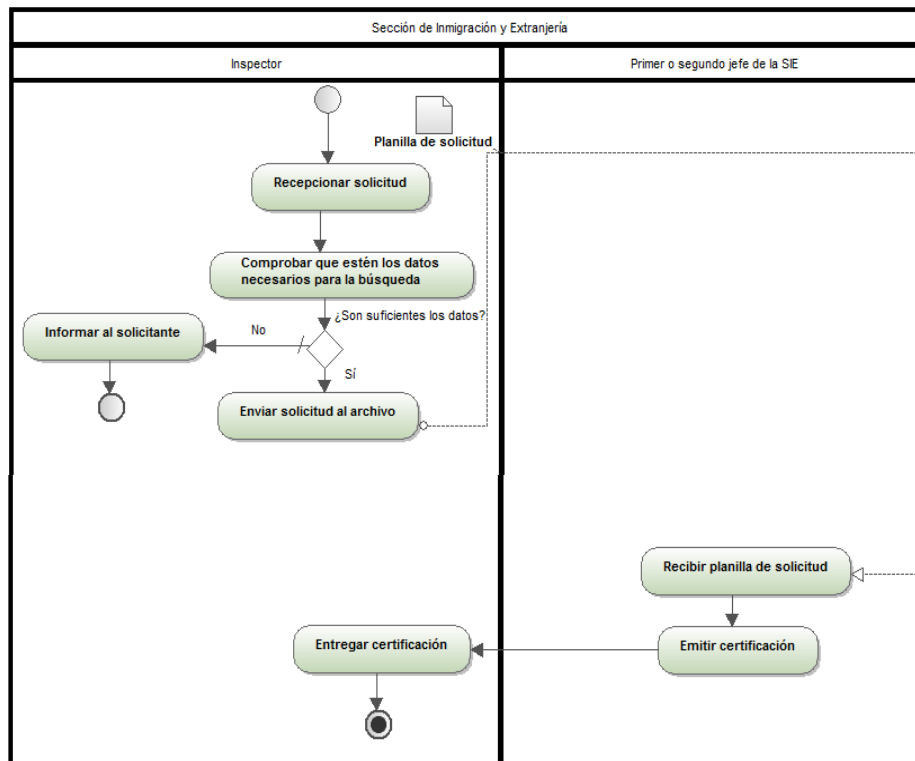 Sección de Inmigración y Extranjería
Inspector
Primer o segundo jefe de la SIE
Planilla de solicitud
Recepcionar solicitud
Comprobar que estén los datos
necesarios para la búsqueda
¿Son suficientes los datos?
No
Informar al solicitante
Sí
Enviar solicitud al archivo
Recibir planilla de solicitud
Emitir certificación
Entregar certificación